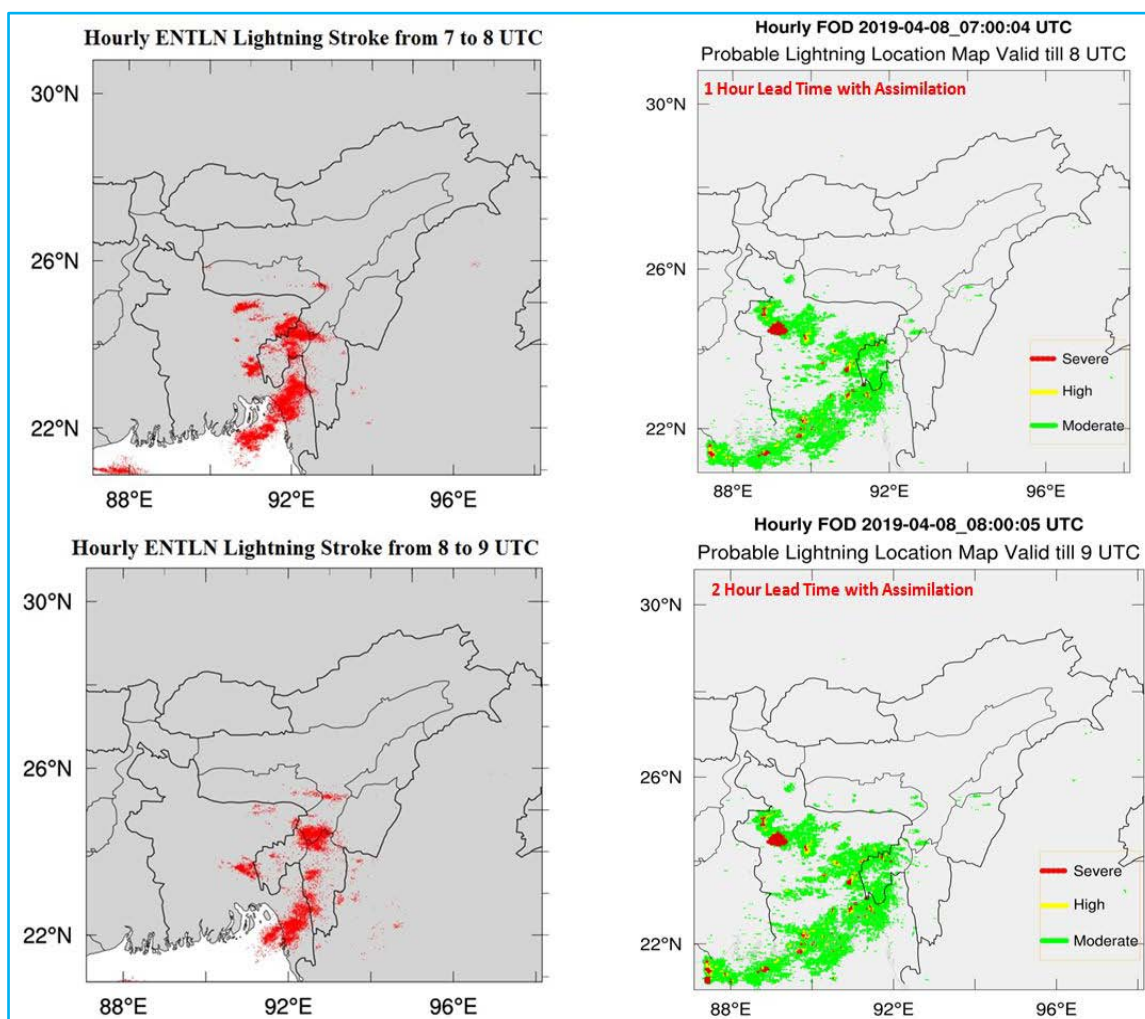 Hourly ENTLN Lightning Stroke from 7 to 8 UTC
30°N
26°N
22°N
88°E 92°E 96°E
Hourly FOD 2019-04-08_07:00:04 UTC
Probable Lightning Location Map Valid till 8 UTC
1 Hour Lead Time with Assimilation
30°N
26°N
22°N
Severe
High
Moderate
88°E 92°E 96°E
Hourly ENTLN Lightning Stroke from 8 to 9 UTC
30°N
26°N
22°N
88°E 92°E 96°E
Hourly FOD 2019-04-08_08:00:05 UTC
Probable Lightning Location Map Valid till 9 UTC
2 Hour Lead Time with Assimilation
30°N
26°N
22°N
Severe
High
Moderate
88°E 92°E 96°E